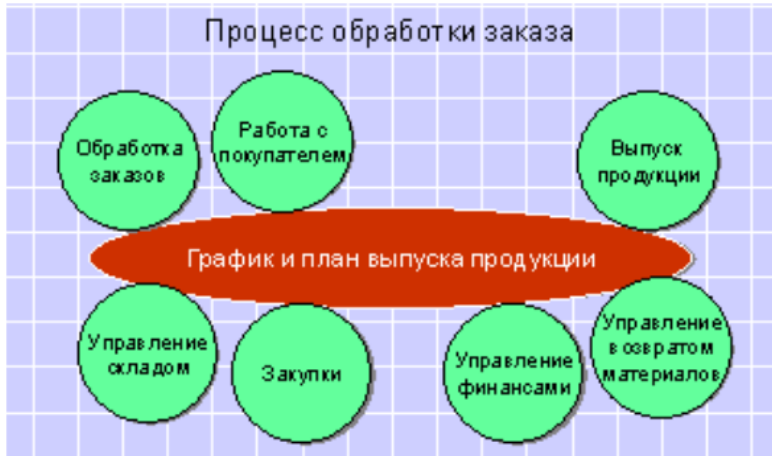 Процесс обработки заказа
Обработка
заказов
Работа с
покупателем
Выпуск
продукции
График и план выпуска продукции
Управление
складом
Закупки
Управление
финансами
Управление
возвратом
материалов